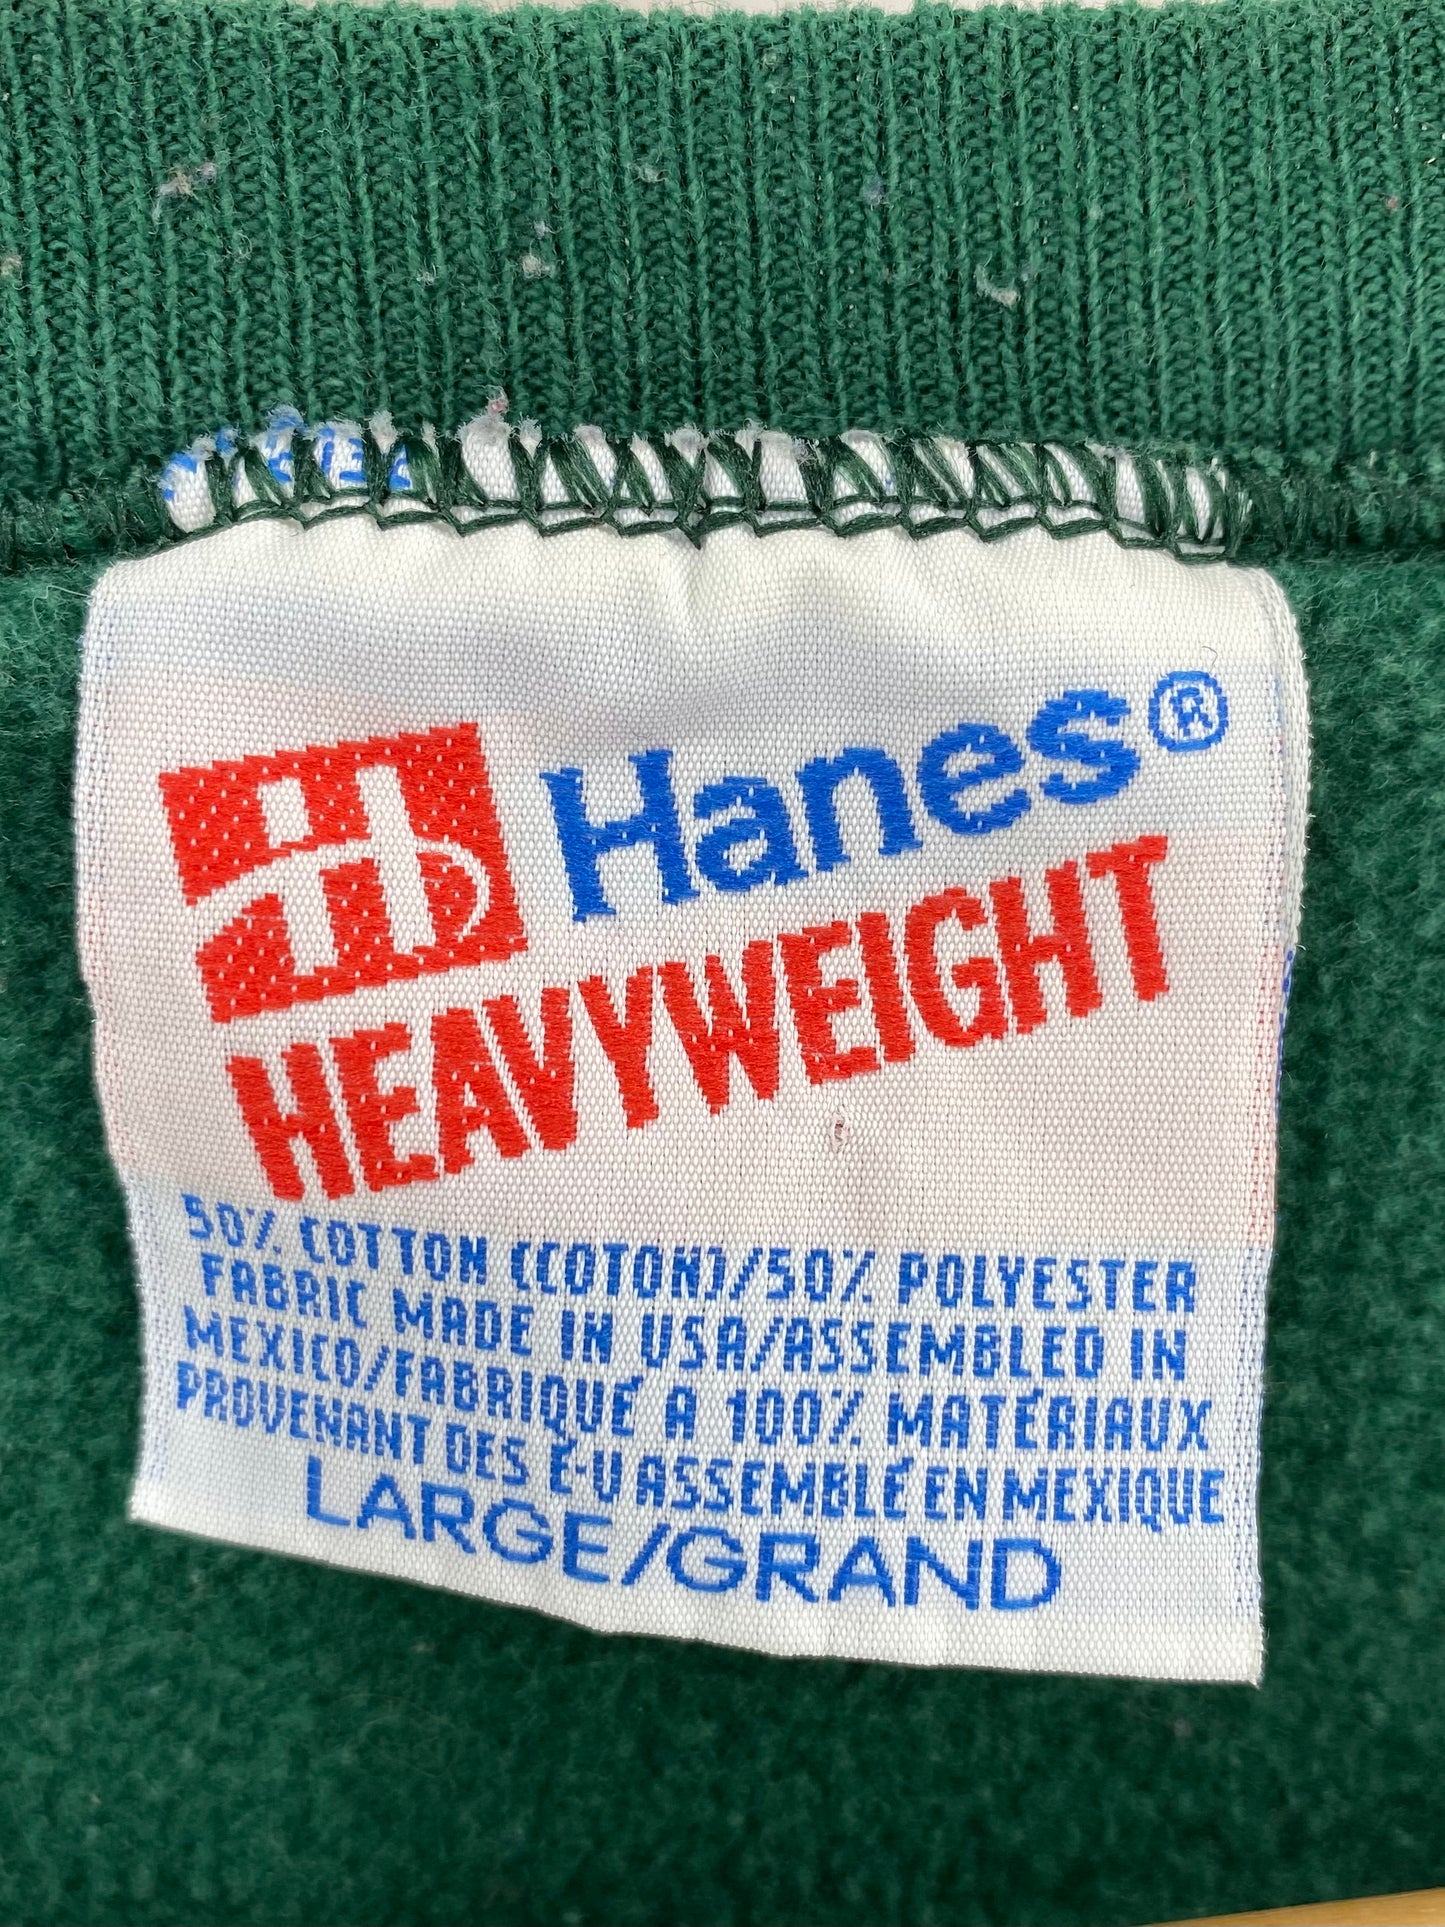 Hanes®
HEAVYWEIGHT
50% COTTON (COTON)/50% POLYESTER
FABRIC MADE IN USA/ASSEMBLED IN
MEXICO/FABRIQUÉ A 100% MATÉRIAUX
PROVENANT DES É-U ASSEMBLÉ EN MEXIQUE
LARGE/GRAND